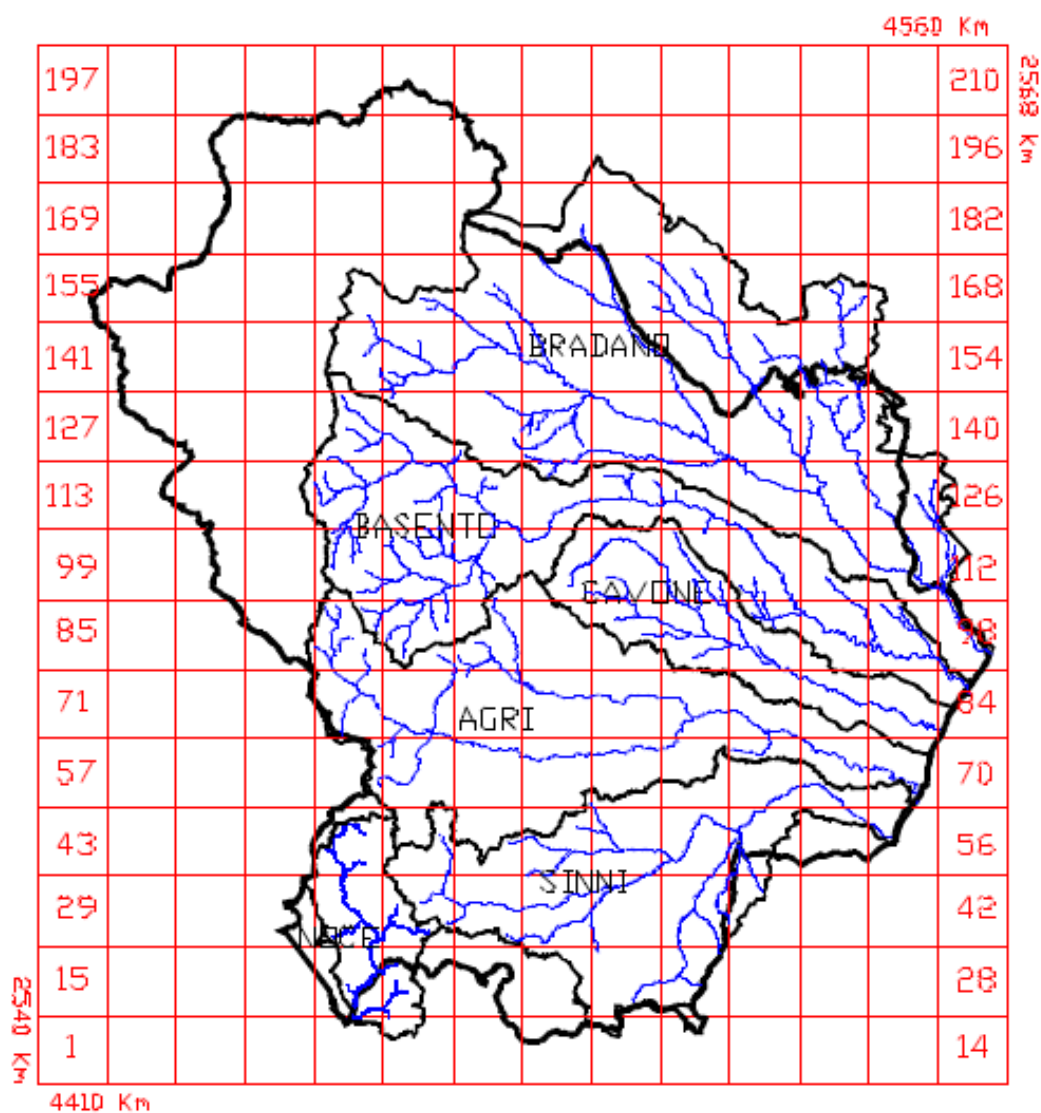 4560 Km
197 210
2568 Km
183 196
169 182
155 168
141 BRADANO 154
127 140
113 126
BASENTO
99 112
CAVONE
85 98
71 84
AGRI
57 70
43 56
SINNI
29 42
NOCE
15 28
2540 Km
1 14
4410 Km